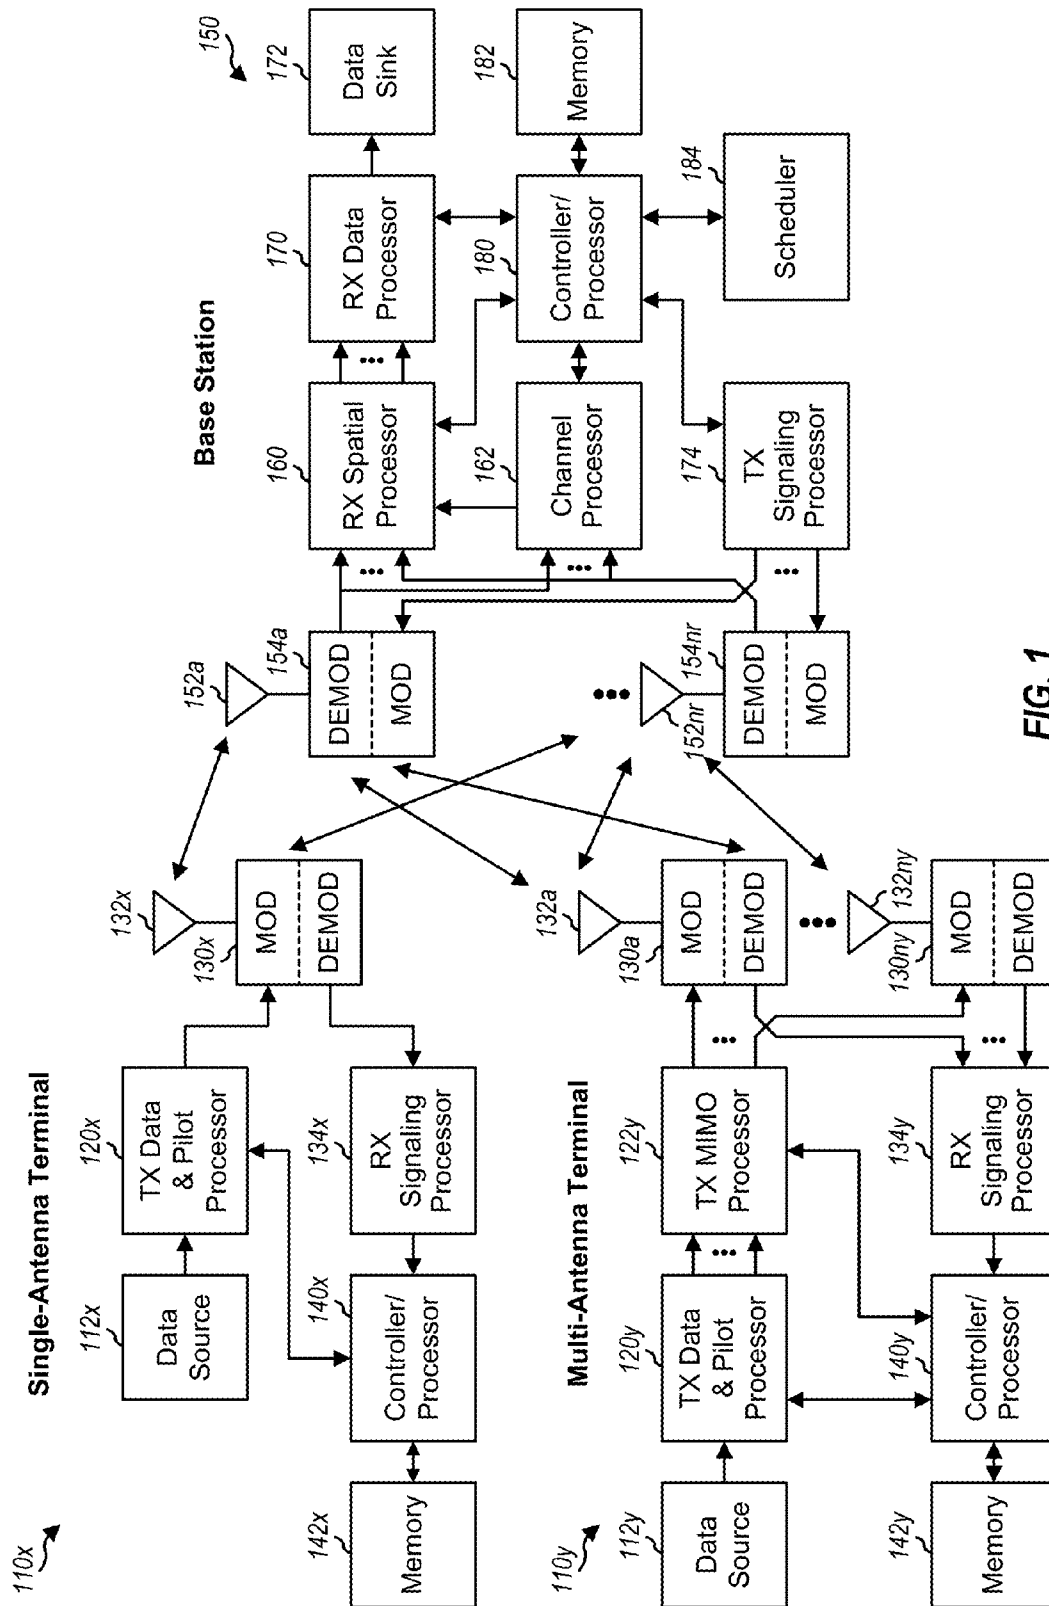 110x
Single-Antenna Terminal
112x
Data
Source
120x
TX Data
& Pilot
Processor
132x
130x
MOD
DEMOD
142x
Memory
140x
Controller/
Processor
134x
RX
Signaling
Processor
110y
Multi-Antenna Terminal
112y
Data
Source
120y
TX Data
& Pilot
Processor
...
122y
TX MIMO
Processor
...
132a
130a
MOD
DEMOD
...
132ny
130ny
MOD
DEMOD
142y
Memory
140y
Controller/
Processor
134y
RX
Signaling
Processor
...
Base Station
150
152a
154a
DEMOD
MOD
...
152nr
154nr
DEMOD
MOD
160
RX Spatial
Processor
...
...
170
RX Data
Processor
172
Data
Sink
162
Channel
Processor
...
180
Controller/
Processor
182
Memory
174
TX
Signaling
Processor
...
184
Scheduler
FIG. 1